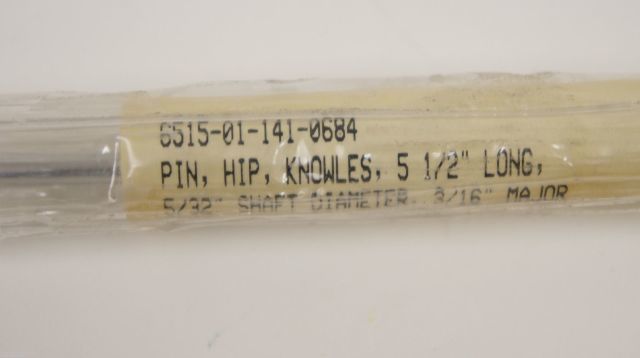 6515-01-141-0684
PIN, HIP, KNOWLES, 5 1/2" LONG,
5/32" SHAFT DIAMETER, 3/16" MAJOR